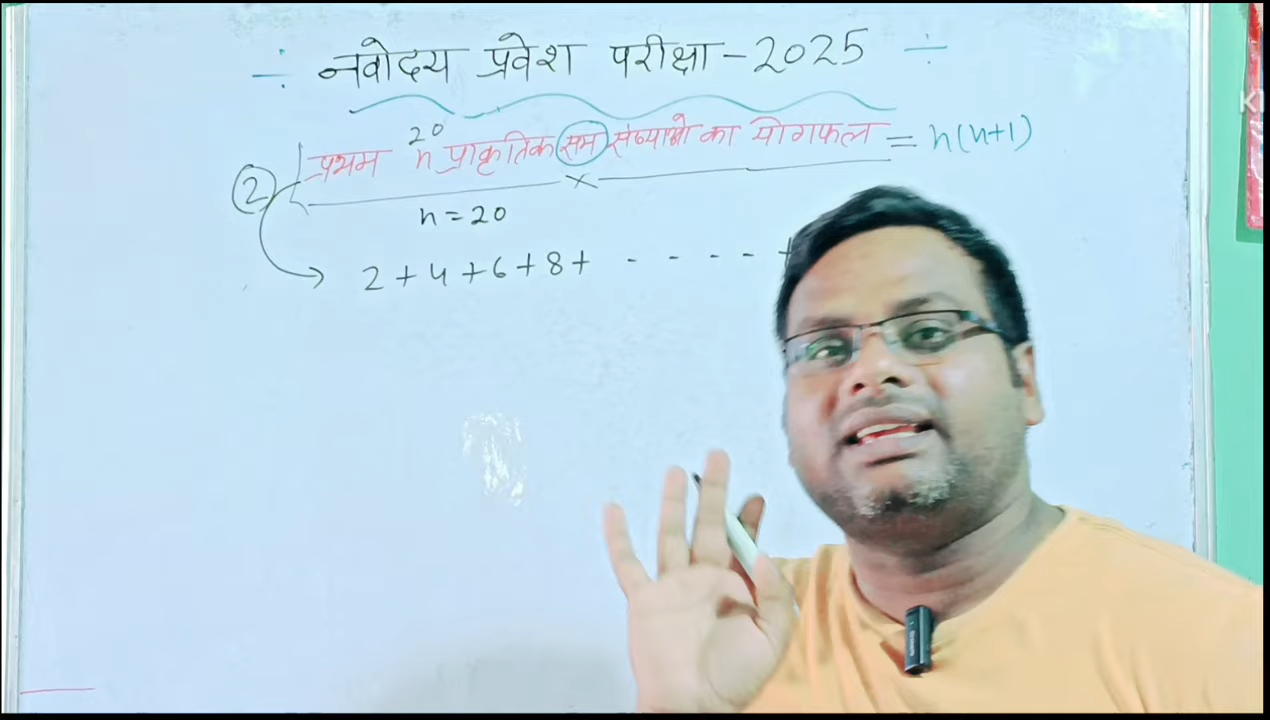 ÷ नवोदय प्रवेश परीक्षा - 2025 ÷
20
② प्रथम n प्राकृतिक सम संख्याओ का योगफल = n(n+1)
n = 20
2 + 4 + 6 + 8 + - - - - +